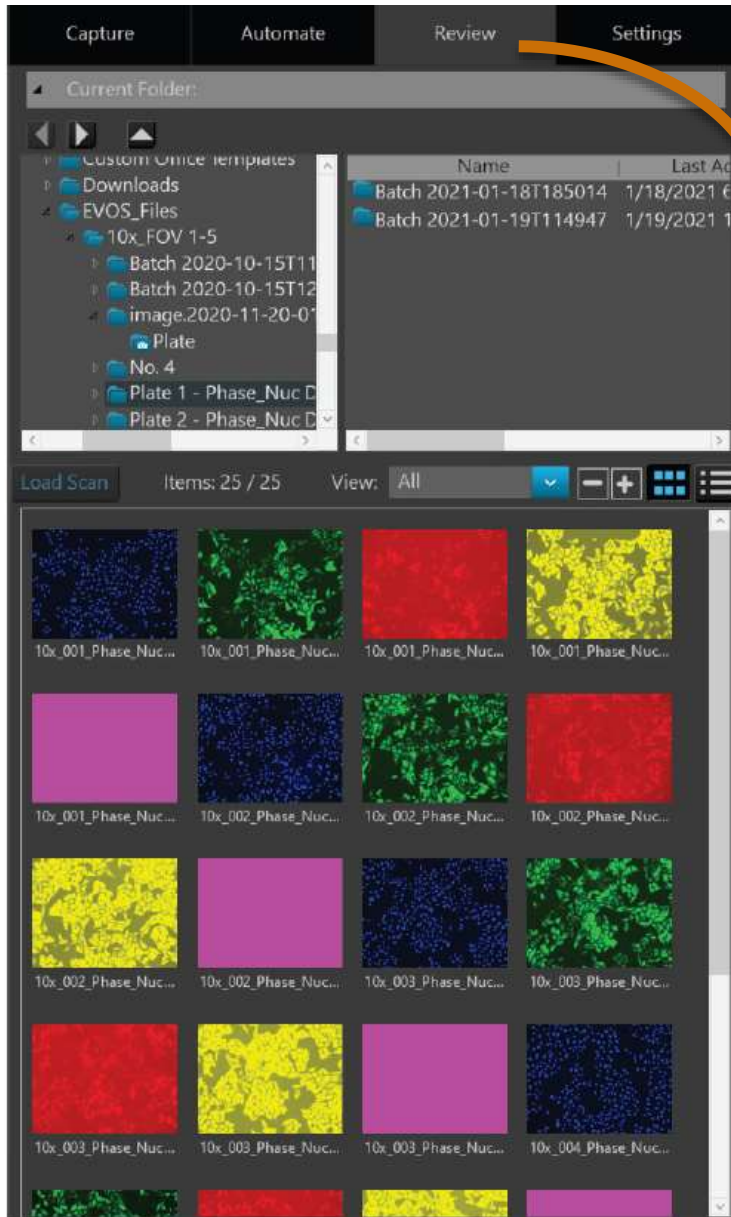 Capture Automate Review Settings
Current Folder:
Custom Office Templates
Downloads
EVOS_Files
10x_FOV 1-5
Batch 2020-10-15T11
Batch 2020-10-15T12
image.2020-11-20-01
Plate
No. 4
Plate 1 - Phase_Nuc D
Plate 2 - Phase_Nuc D
Name Last Ac
Batch 2021-01-18T185014 1/18/2021 6
Batch 2021-01-19T114947 1/19/2021 1
Load Scan Items: 25 / 25 View: All
10x_001_Phase_Nuc... 10x_001_Phase_Nuc... 10x_001_Phase_Nuc... 10x_001_Phase_Nuc...
10x_001_Phase_Nuc... 10x_002_Phase_Nuc... 10x_002_Phase_Nuc... 10x_002_Phase_Nuc...
10x_002_Phase_Nuc... 10x_002_Phase_Nuc... 10x_003_Phase_Nuc... 10x_003_Phase_Nuc...
10x_003_Phase_Nuc... 10x_003_Phase_Nuc... 10x_003_Phase_Nuc... 10x_004_Phase_Nuc...